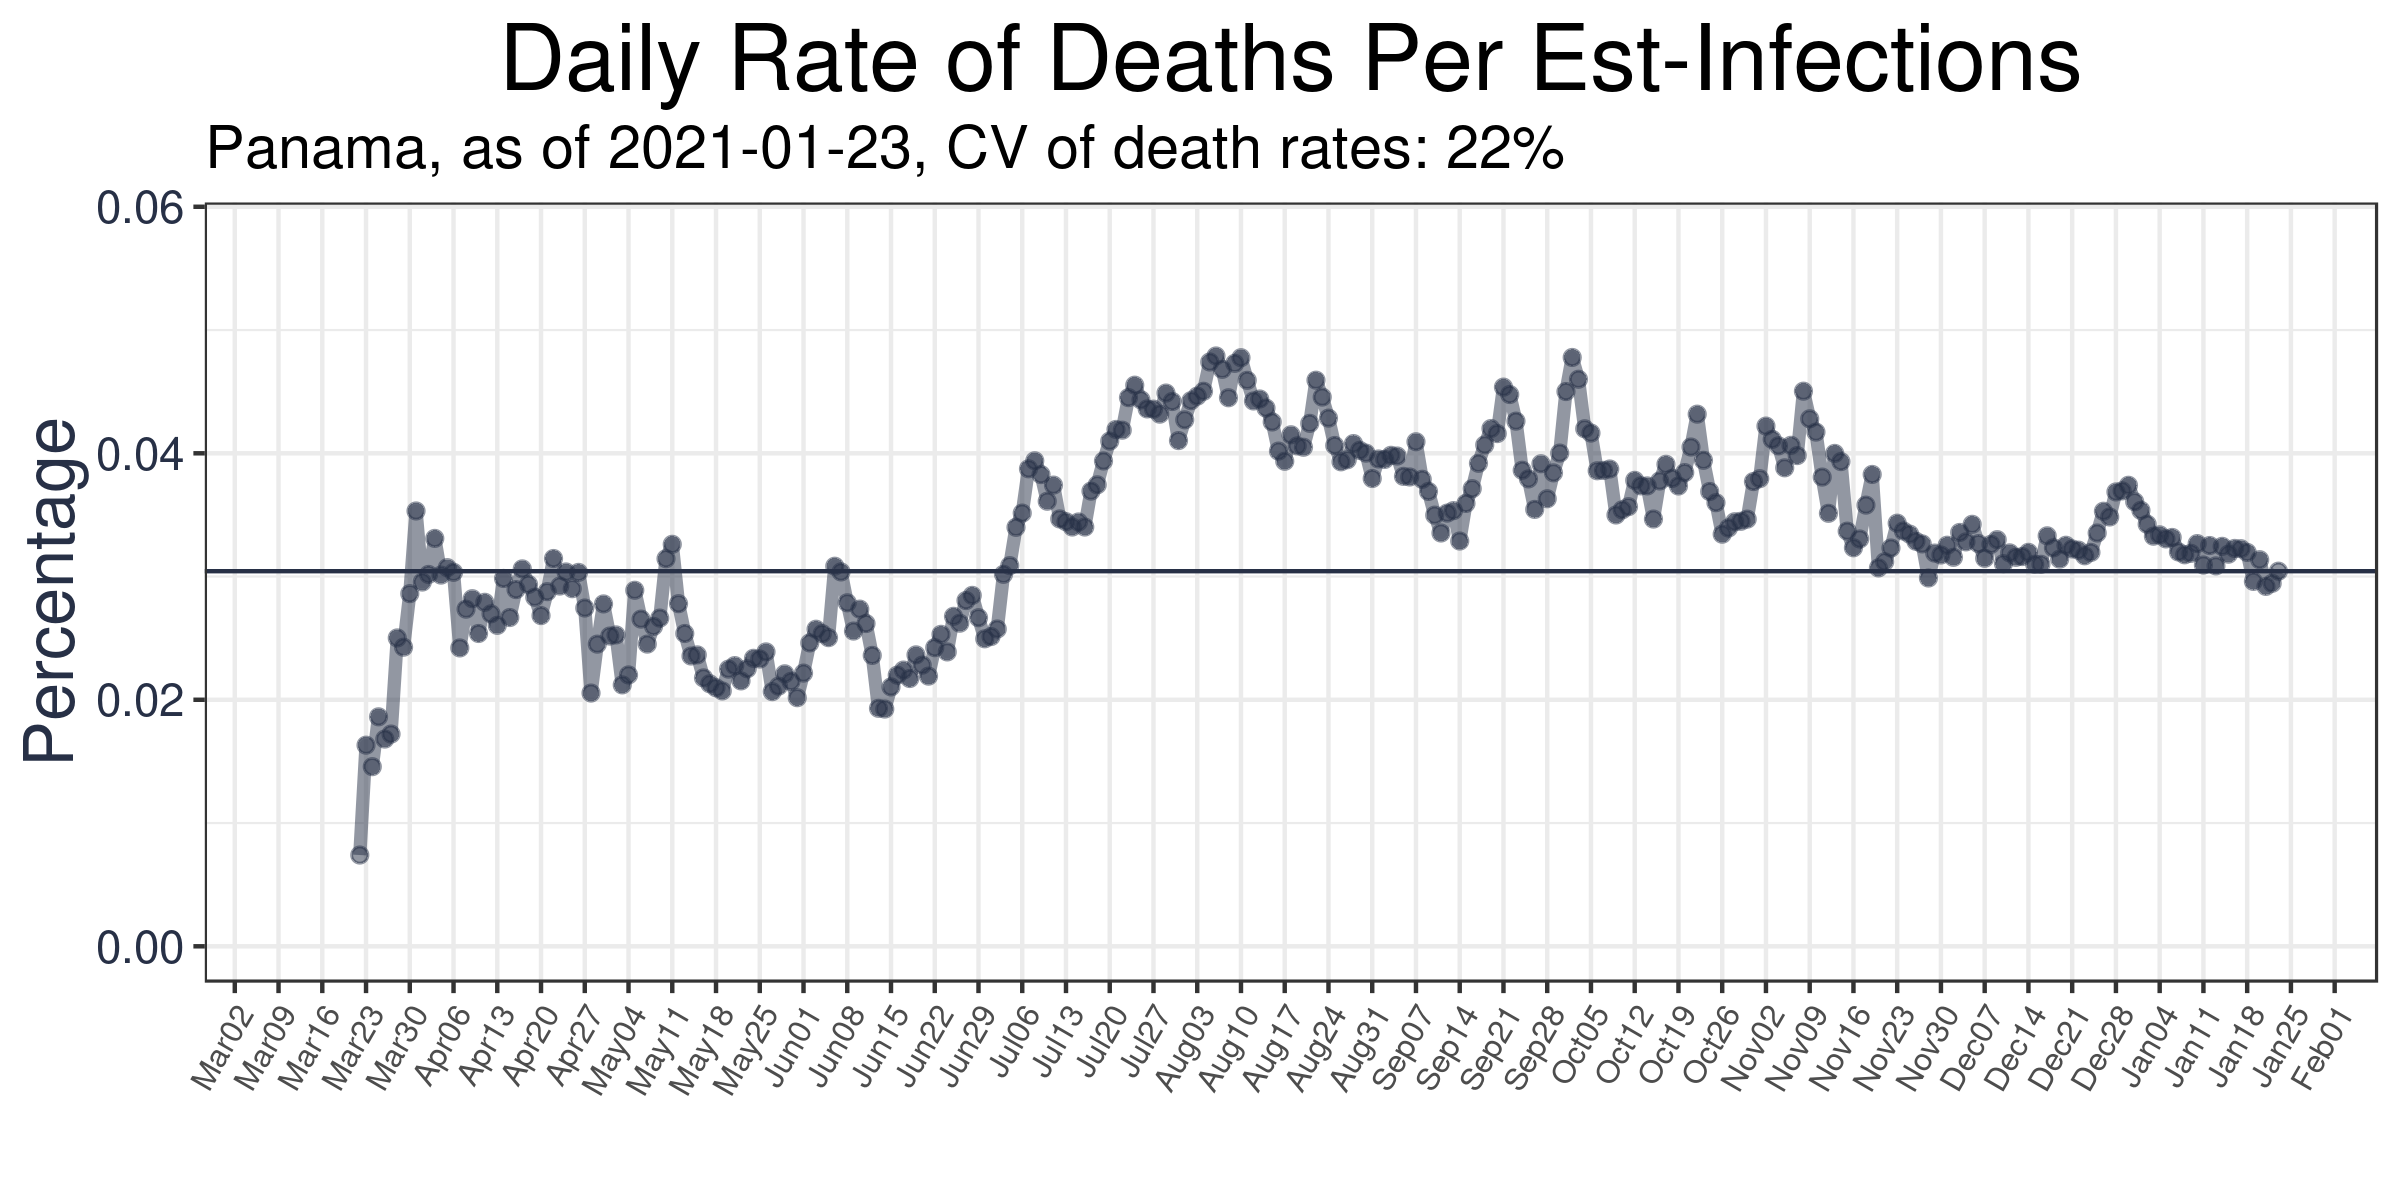 Daily Rate of Deaths Per Est-Infections
Panama, as of 2021-01-23, CV of death rates: 22%
Percentage
0.06
0.04
0.02
0.00
Mar02
Mar09
Mar16
Mar23
Mar30
Apr06
Apr13
Apr20
Apr27
May04
May11
May18
May25
Jun01
Jun08
Jun15
Jun22
Jun29
Jul06
Jul13
Jul20
Jul27
Aug03
Aug10
Aug17
Aug24
Aug31
Sep07
Sep14
Sep21
Sep28
Oct05
Oct12
Oct19
Oct26
Nov02
Nov09
Nov16
Nov23
Nov30
Dec07
Dec14
Dec21
Dec28
Jan04
Jan11
Jan18
Jan25
Feb01